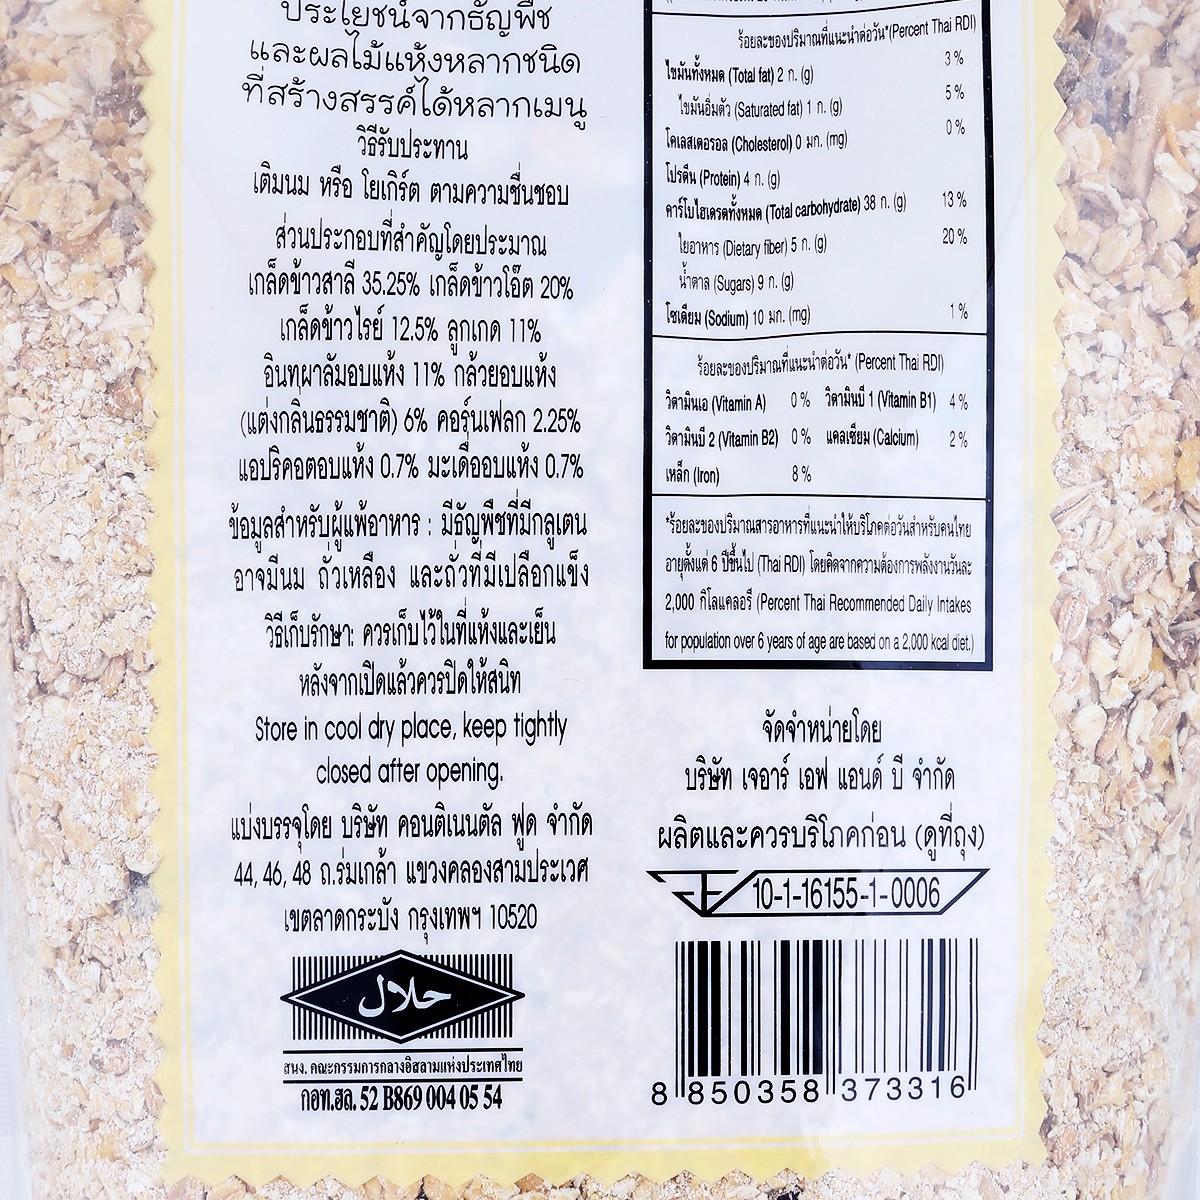 ประโยชน์จากธัญพืช
และผลไม้แห้งหลากชนิด
ที่สร้างสรรค์ได้หลากเมนู
วิธีรับประทาน
เติมนม หรือ โยเกิร์ต ตามความชื่นชอบ
ส่วนประกอบที่สำคัญโดยประมาณ
เกล็ดข้าวสาลี 35.25% เกล็ดข้าวโอ๊ต 20%
เกล็ดข้าวไรย์ 12.5% ลูกเกด 11%
อินทผาลัมอบแห้ง 11% กล้วยอบแห้ง
(แต่งกลิ่นธรรมชาติ) 6% คอร์นเฟลก 2.25%
แอปริคอตอบแห้ง 0.7% มะเดื่ออบแห้ง 0.7%
ข้อมูลสำหรับผู้แพ้อาหาร : มีธัญพืชที่มีกลูเตน
อาจมีนม ถั่วเหลือง และถั่วที่มีเปลือกแข็ง
วิธีเก็บรักษา: ควรเก็บไว้ในที่แห้งและเย็น
หลังจากเปิดแล้วควรปิดให้สนิท
Store in cool dry place, keep tightly
closed after opening.
แบ่งบรรจุโดย บริษัท คอนติเนนตัล ฟูด จำกัด
44, 46, 48 ถ.ร่มเกล้า แขวงคลองสามประเวศ
เขตลาดกระบัง กรุงเทพฯ 10520
حلال
สนง. คณะกรรมการกลางอิสลามแห่งประเทศไทย
กอท.ฮล. 52 B869 004 05 54
ร้อยละของปริมาณที่แนะนำต่อวัน*(Percent Thai RDI)
ไขมันทั้งหมด (Total fat) 2 ก. (g) 3%
ไขมันอิ่มตัว (Saturated fat) 1 ก. (g) 5%
โคเลสเตอรอล (Cholesterol) 0 มก. (mg) 0%
โปรตีน (Protein) 4 ก. (g)
คาร์โบไฮเดรตทั้งหมด (Total carbohydrate) 38 ก. (g) 13%
ใยอาหาร (Dietary fiber) 5 ก. (g) 20%
น้ำตาล (Sugars) 9 ก. (g)
โซเดียม (Sodium) 10 มก. (mg) 1%
ร้อยละของปริมาณที่แนะนำต่อวัน* (Percent Thai RDI)
วิตามินเอ (Vitamin A) 0% วิตามินบี 1 (Vitamin B1) 4%
วิตามินบี 2 (Vitamin B2) 0% แคลเซียม (Calcium) 2%
เหล็ก (Iron) 8%
*ร้อยละของปริมาณสารอาหารที่แนะนำให้บริโภคต่อวันสำหรับคนไทย
อายุตั้งแต่ 6 ปีขึ้นไป (Thai RDI) โดยคิดจากความต้องการพลังงานวันละ
2,000 กิโลแคลอรี (Percent Thai Recommended Daily Intakes
for population over 6 years of age are based on a 2,000 kcal diet.)
จัดจำหน่ายโดย
บริษัท เจอาร์ เอฟ แอนด์ บี จำกัด
ผลิตและควรบริโภคก่อน (ดูที่ถุง)
10-1-16155-1-0006
8 850358 373316